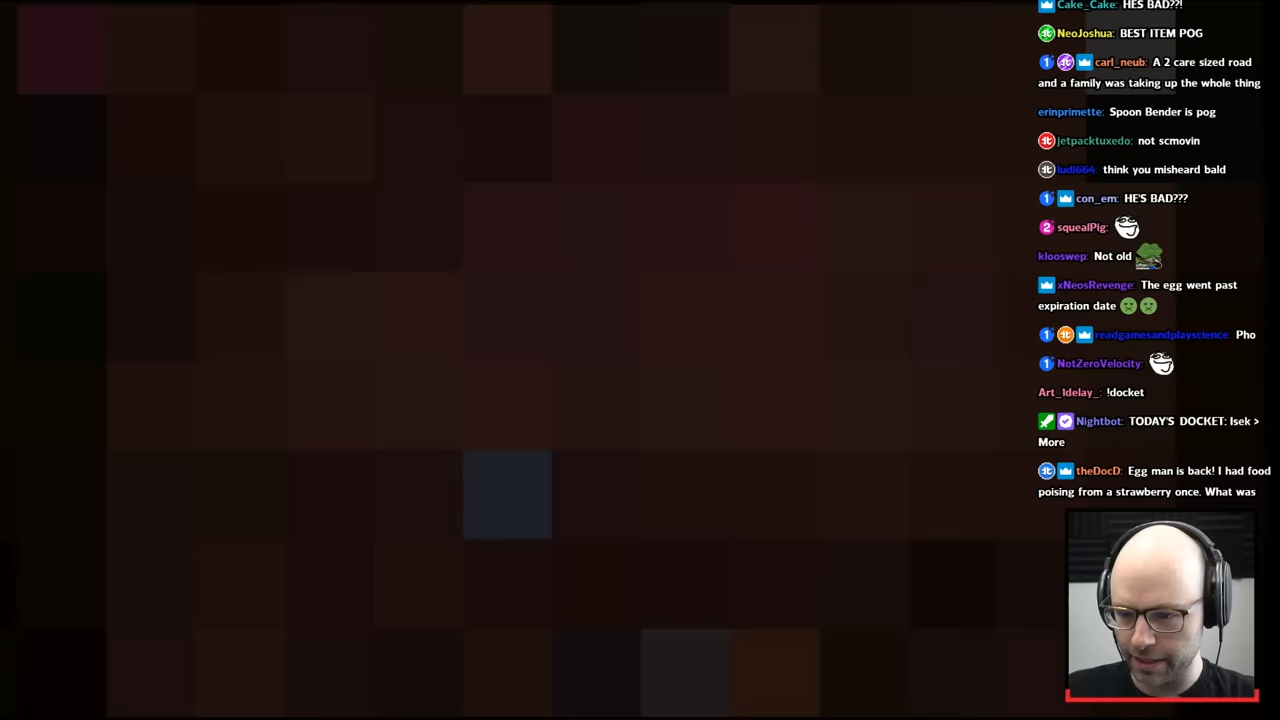 Cake_Cake: HES BAD??!
NeoJoshua: BEST ITEM POG
carl_neub: A 2 care sized road
and a family was taking up the whole thing
erinprimette: Spoon Bender is pog
jetpacktuxedo: not scmovin
ludi664: think you misheard bald
con_em: HE'S BAD???
squealPig:
klooswep: Not old
xNeosRevenge: The egg went past
expiration date
readgamesandplayscience: Pho
NotZeroVelocity:
Art_1delay_: !docket
Nightbot: TODAY'S DOCKET: Isek >
More
theDocD: Egg man is back! I had food
poising from a strawberry once. What was